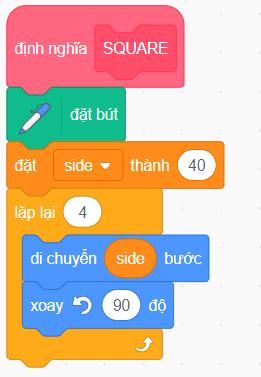 định nghĩa SQUARE
đặt bút
đặt side thành 40
lặp lại 4
di chuyển side bước
xoay 90 độ